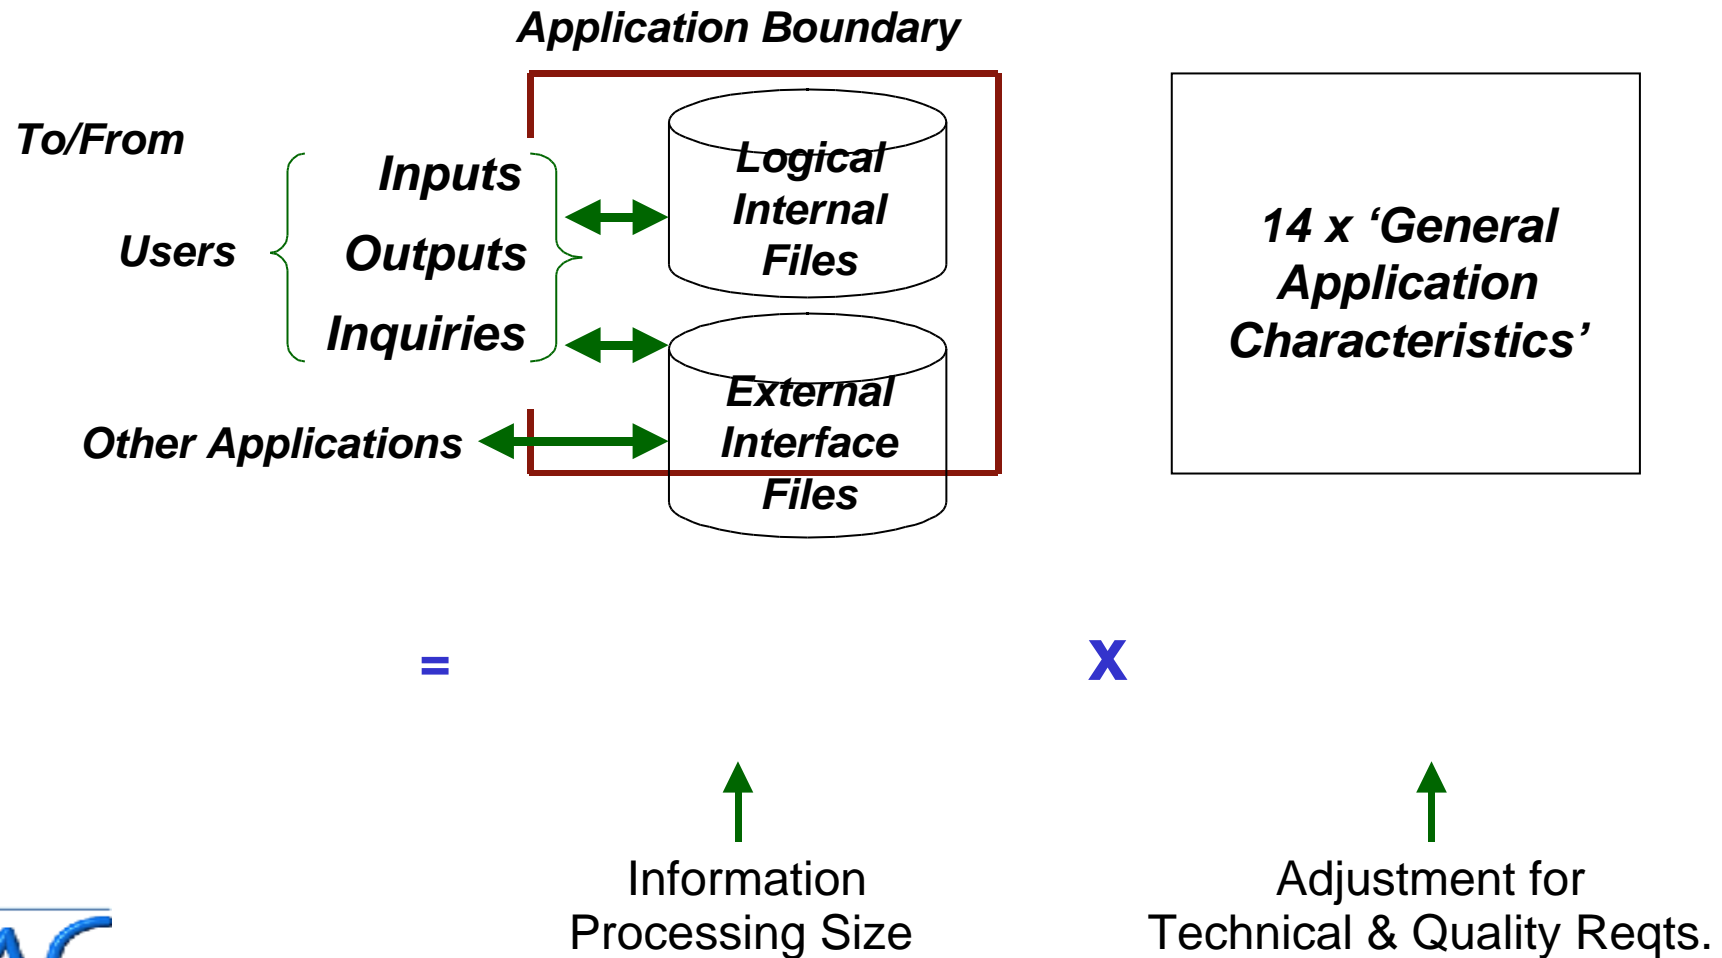 Application Boundary
To/From
Inputs
Users
Outputs
Inquiries
Other Applications
Logical
Internal
Files
External
Interface
Files
14 x ‘General
Application
Characteristics’
=
X
Information
Processing Size
Adjustment for
Technical & Quality Reqts.